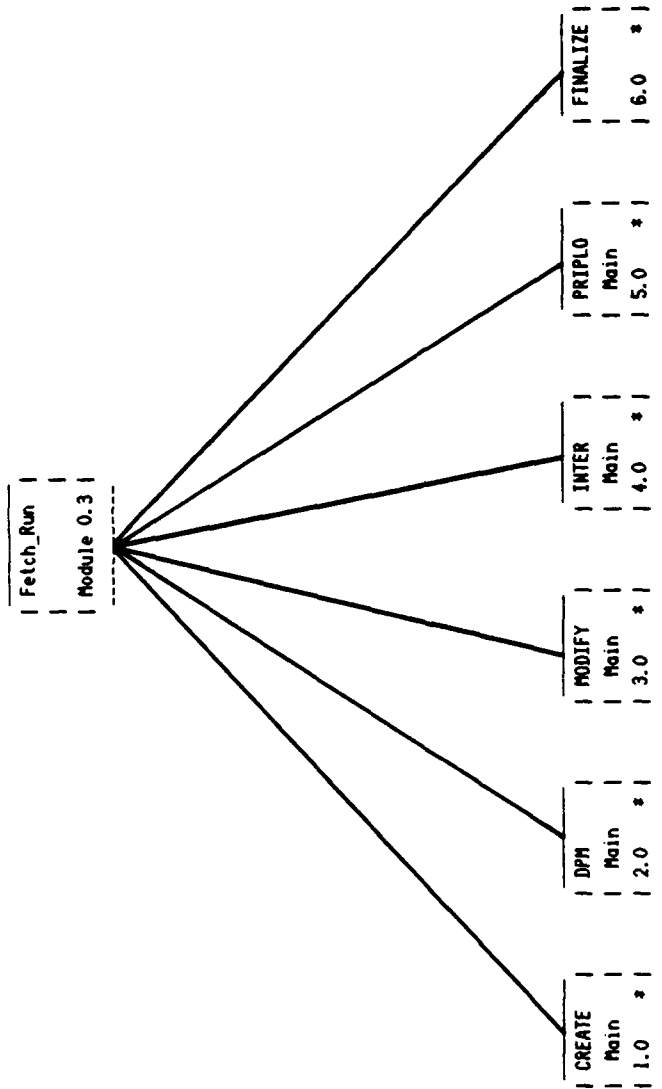 Fetch_Run
Module 0.3
CREATE
Main
1.0 *
DPM
Main
2.0 *
MODIFY
Main
3.0 *
INTER
Main
4.0 *
PRIPLO
Main
5.0 *
FINALIZE
6.0 *